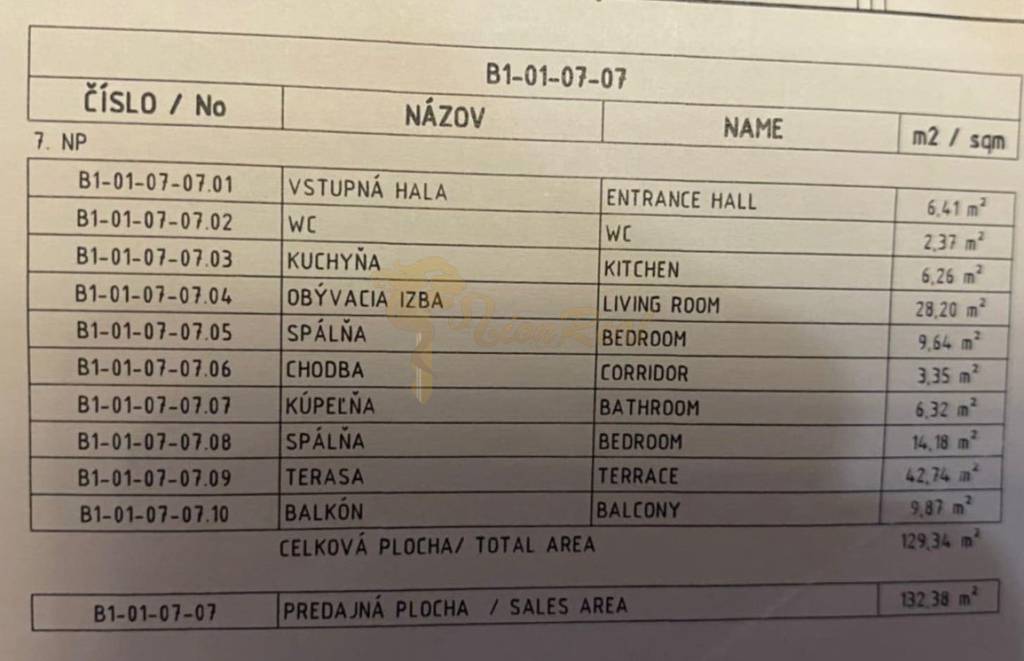 B1-01-07-07
ČÍSLO / No NÁZOV NAME m2 / sqm
7. NP
B1-01-07-07.01 VSTUPNÁ HALA ENTRANCE HALL 6,41 m²
B1-01-07-07.02 WC WC 2,37 m²
B1-01-07-07.03 KUCHYŇA KITCHEN 6,26 m²
B1-01-07-07.04 OBÝVACIA IZBA LIVING ROOM 28,20 m²
B1-01-07-07.05 SPÁLŇA BEDROOM 9,64 m²
B1-01-07-07.06 CHODBA CORRIDOR 3,35 m²
B1-01-07-07.07 KÚPEĽŇA BATHROOM 6,32 m²
B1-01-07-07.08 SPÁLŇA BEDROOM 14,18 m²
B1-01-07-07.09 TERASA TERRACE 42,74 m²
B1-01-07-07.10 BALKÓN BALCONY 9,87 m²
CELKOVÁ PLOCHA/ TOTAL AREA 129,34 m²
B1-01-07-07 PREDAJNÁ PLOCHA / SALES AREA 132,38 m²